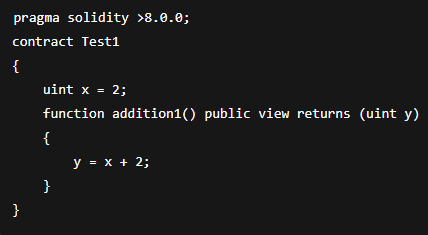 pragma solidity >8.0.0;
contract Test1
{
uint x = 2;
function addition1() public view returns (uint y)
{
y = x + 2;
}
}